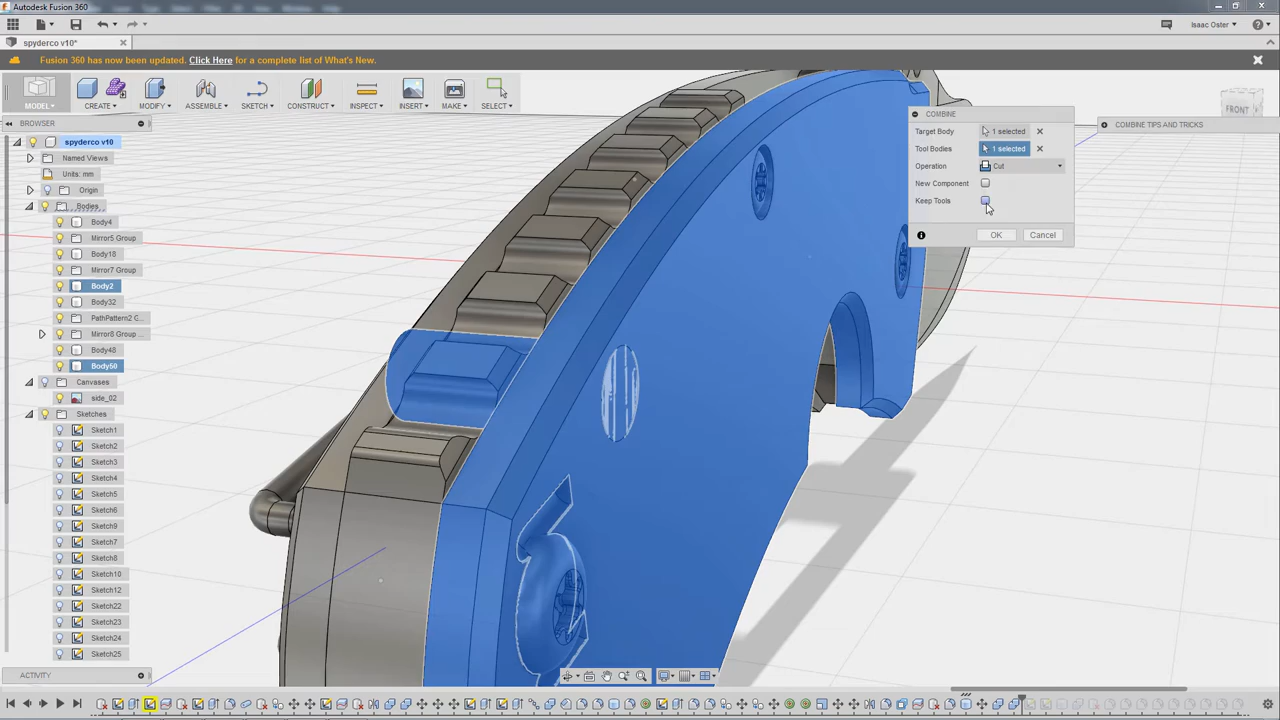 Autodesk Fusion 360
Isaac Oster
spyderco v10*
Fusion 360 has now been updated. Click Here for a complete list of What's New.
MODEL
CREATE
MODIFY
ASSEMBLE
SKETCH
CONSTRUCT
INSPECT
INSERT
MAKE
SELECT
BROWSER
spyderco v10
Named Views
Units: mm
Origin
Bodies
Body4
Mirror5 Group
Body18
Mirror7 Group
Body2
Body32
PathPattern2 C...
Mirror8 Group ...
Body48
Body50
Canvases
side_02
Sketches
Sketch1
Sketch2
Sketch3
Sketch4
Sketch5
Sketch6
Sketch9
Sketch7
Sketch8
Sketch10
Sketch12
Sketch22
Sketch23
Sketch24
Sketch25
ACTIVITY
FRONT
COMBINE
Target Body
1 selected
Tool Bodies
1 selected
Operation
Cut
New Component
Keep Tools
OK
Cancel
COMBINE TIPS AND TRICKS